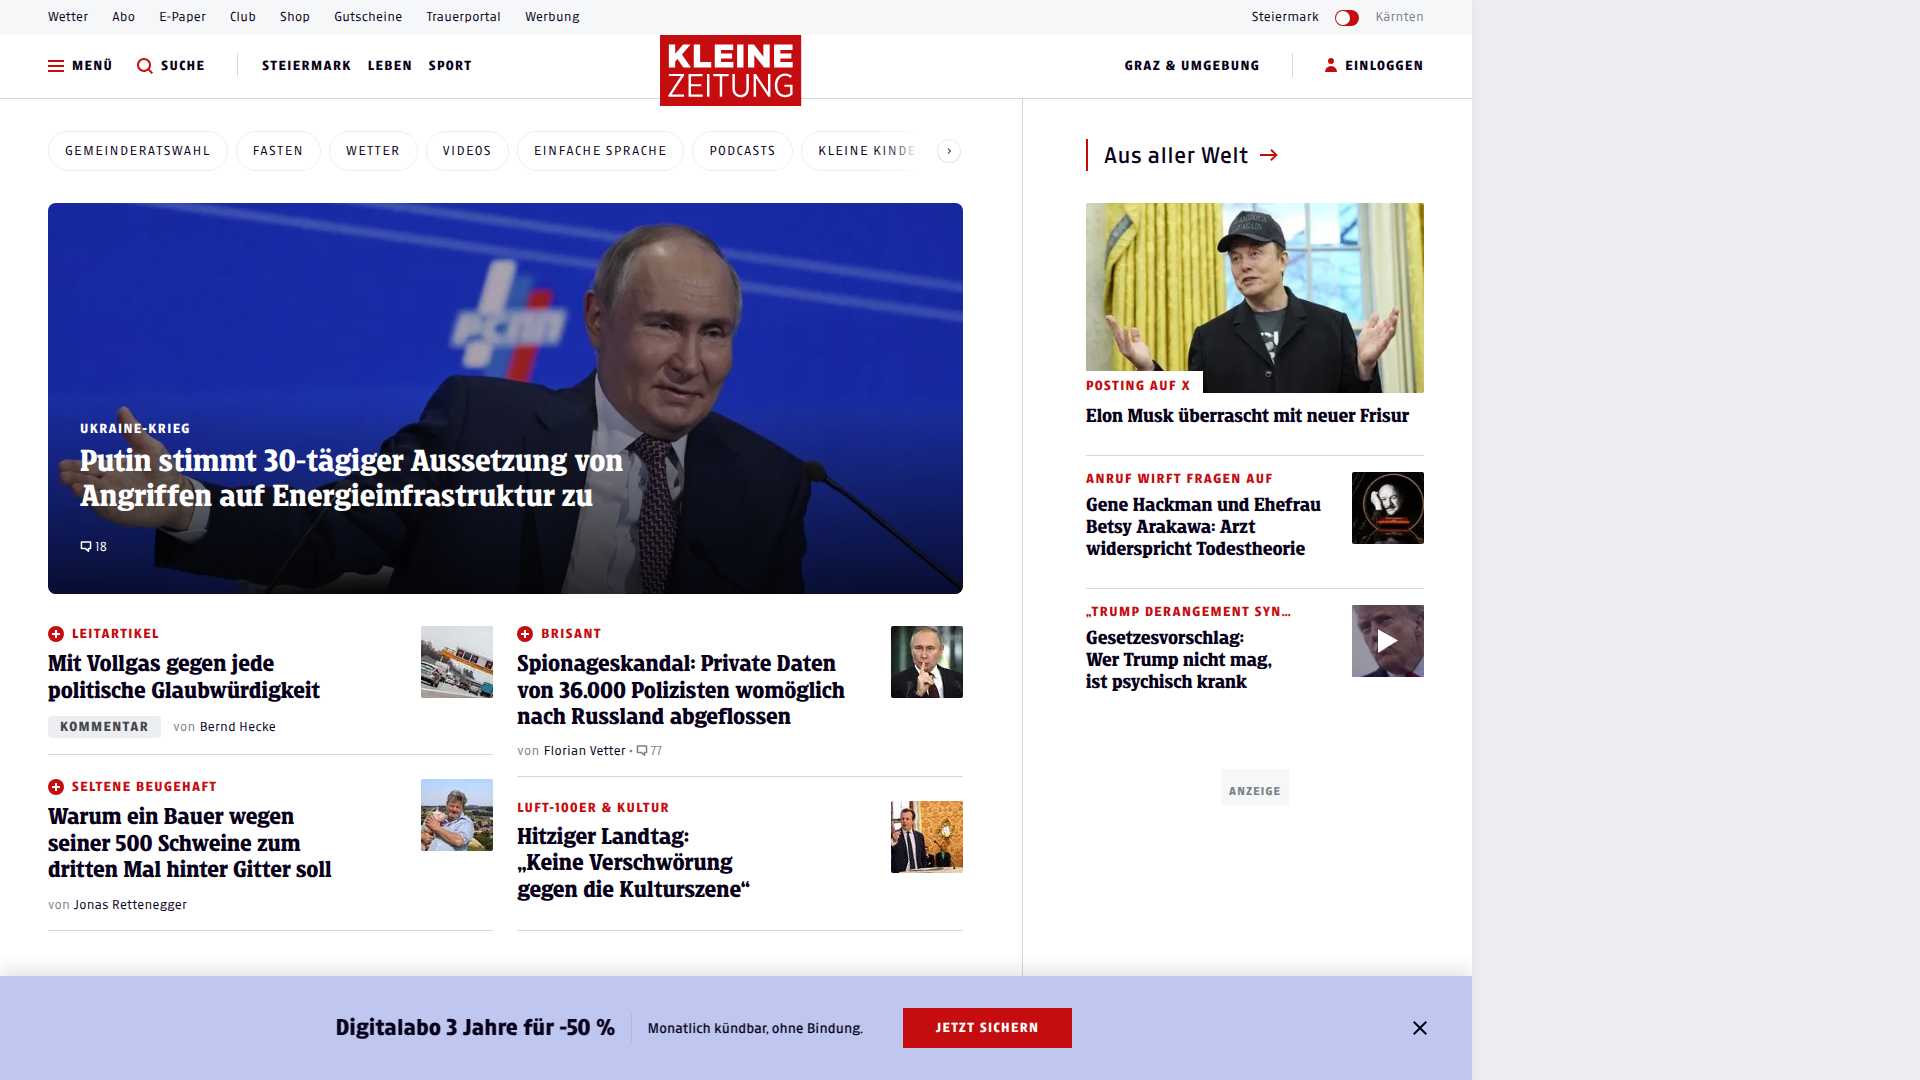 Wetter Abo E-Paper Club Shop Gutscheine Trauerportal Werbung
Steiermark Kärnten
MENÜ SUCHE STEIERMARK LEBEN SPORT
KLEINE
ZEITUNG
GRAZ & UMGEBUNG EINLOGGEN
GEMEINDERATSWAHL FASTEN WETTER VIDEOS EINFACHE SPRACHE PODCASTS KLEINE KINDE
UKRAINE-KRIEG
Putin stimmt 30-tägiger Aussetzung von
Angriffen auf Energieinfrastruktur zu
18
LEITARTIKEL
Mit Vollgas gegen jede
politische Glaubwürdigkeit
KOMMENTAR von Bernd Hecke
SELTENE BEUGEHAFT
Warum ein Bauer wegen
seiner 500 Schweine zum
dritten Mal hinter Gitter soll
von Jonas Rettenegger
BRISANT
Spionageskandal: Private Daten
von 36.000 Polizisten womöglich
nach Russland abgeflossen
von Florian Vetter • 77
LUFT-100ER & KULTUR
Hitziger Landtag:
„Keine Verschwörung
gegen die Kulturszene“
Aus aller Welt
POSTING AUF X
Elon Musk überrascht mit neuer Frisur
ANRUF WIRFT FRAGEN AUF
Gene Hackman und Ehefrau
Betsy Arakawa: Arzt
widerspricht Todestheorie
„TRUMP DERANGEMENT SYN…
Gesetzesvorschlag:
Wer Trump nicht mag,
ist psychisch krank
ANZEIGE
Digitalabo 3 Jahre für -50 %
Monatlich kündbar, ohne Bindung.
JETZT SICHERN